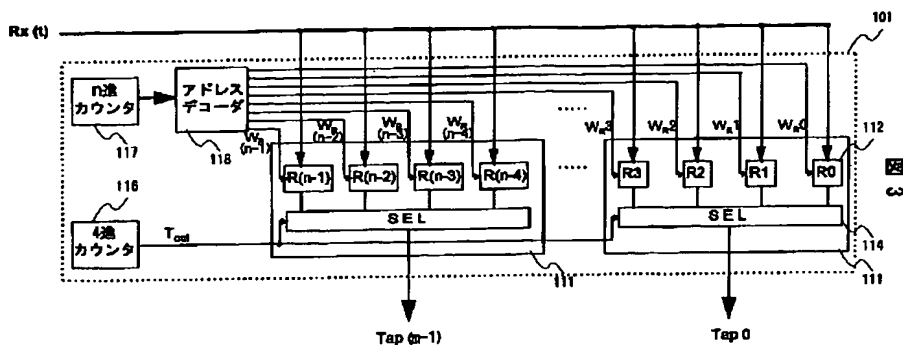 Rx (t)
101
n進
カウンタ
117
アドレス
デコーダ
118
W_R
(n-1)
W_R
(n-2)
W_R
(n-3)
W_R
(n-4)
......
W_R3
W_R2
W_R1
W_R0
112
R(n-1)
R(n-2)
R(n-3)
R(n-4)
......
R3
R2
R1
R0
図3
116
4進
カウンタ
SEL
SEL
114
111
111
Tap (m-1)
Tap 0